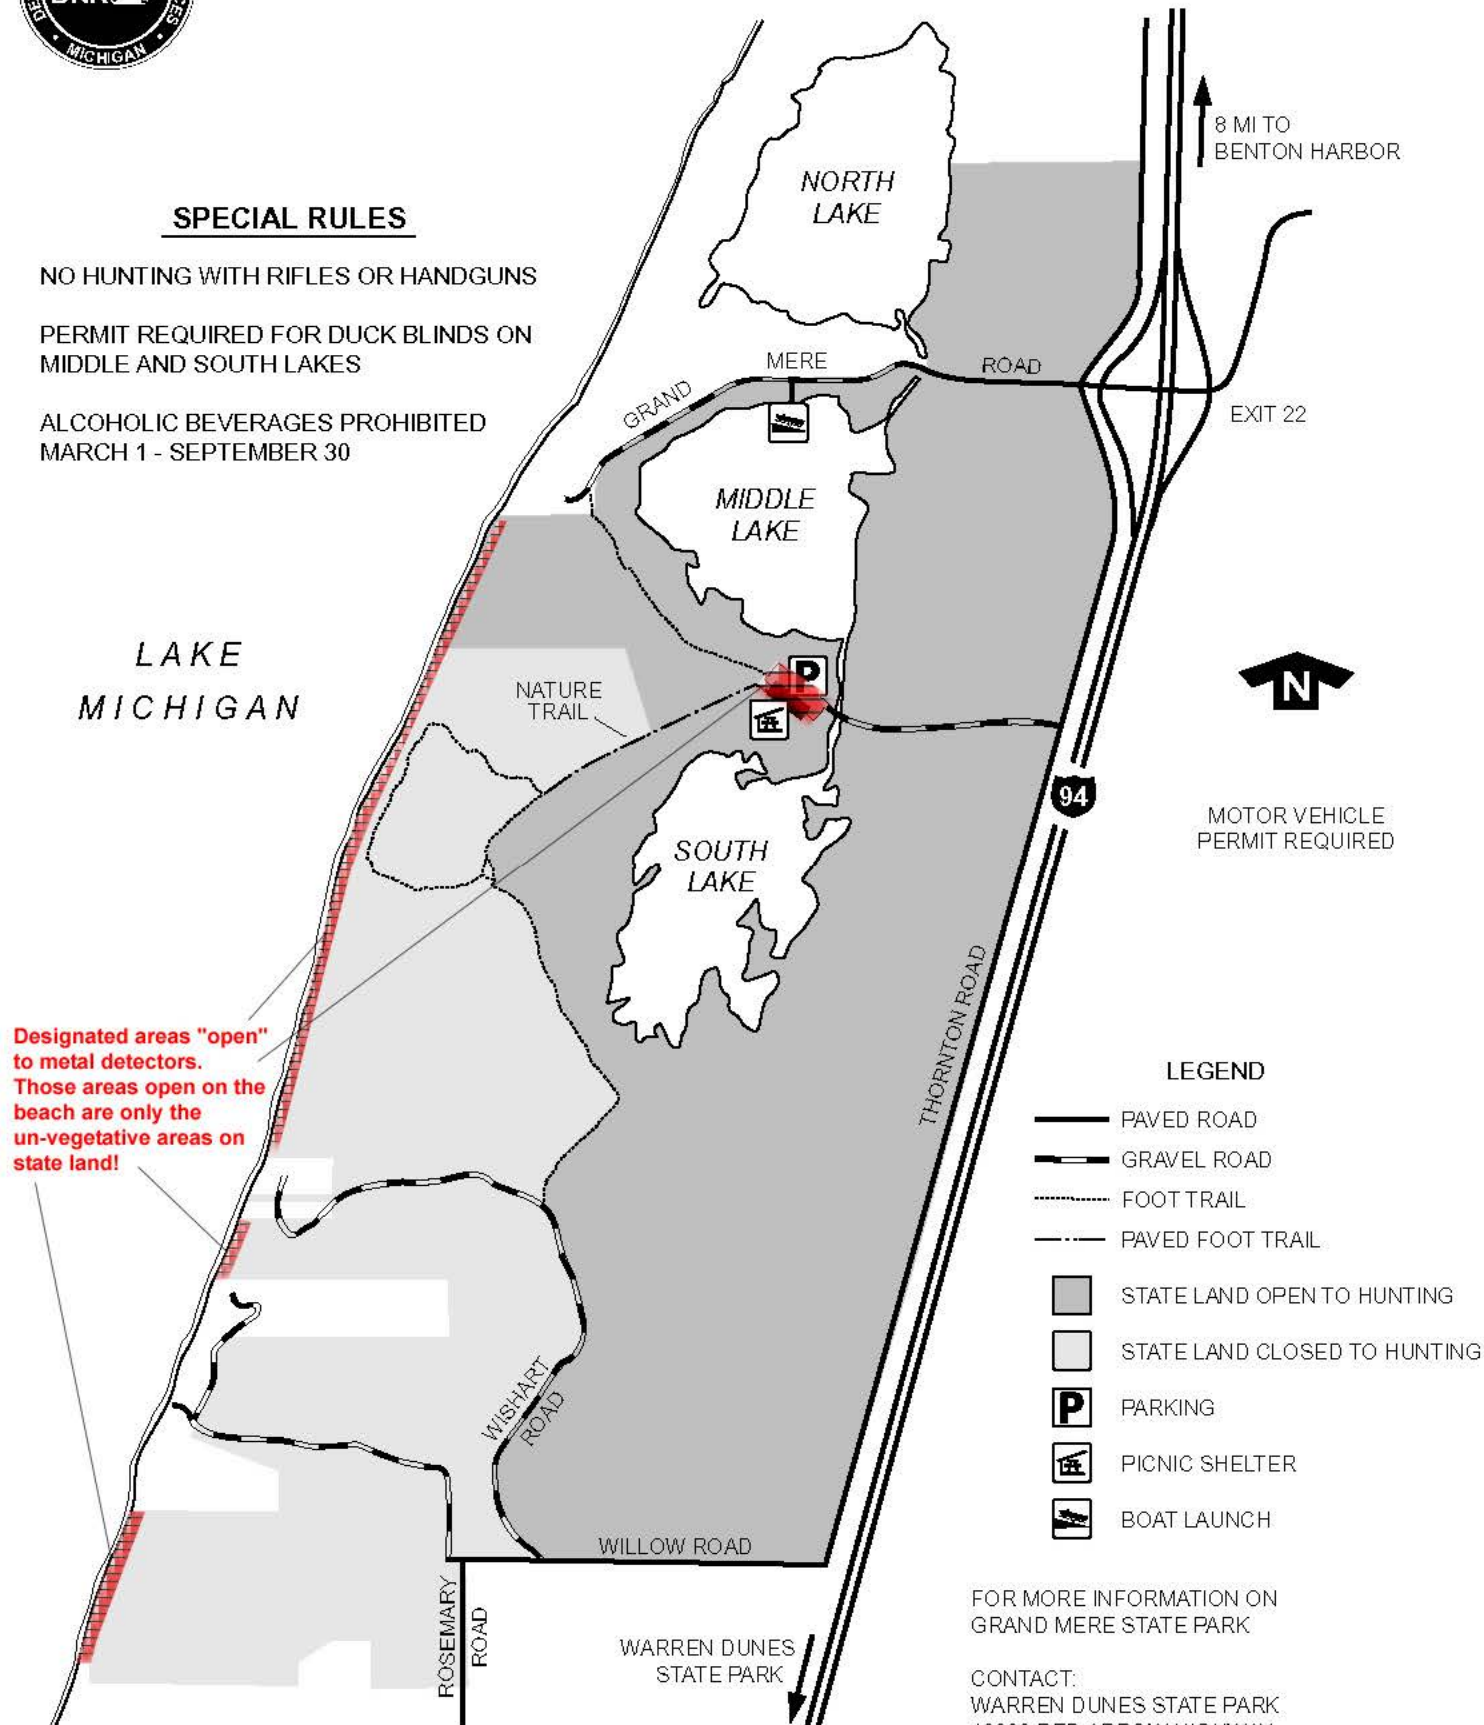 DNR
MICHIGAN
8 MI TO
BENTON HARBOR
NORTH
LAKE
SPECIAL RULES
NO HUNTING WITH RIFLES OR HANDGUNS
PERMIT REQUIRED FOR DUCK BLINDS ON
MIDDLE AND SOUTH LAKES
ALCOHOLIC BEVERAGES PROHIBITED
MARCH 1 - SEPTEMBER 30
GRAND
MERE
ROAD
EXIT 22
MIDDLE
LAKE
LAKE
MICHIGAN
NATURE
TRAIL
P
N
94
MOTOR VEHICLE
PERMIT REQUIRED
SOUTH
LAKE
THORNTON ROAD
Designated areas "open"
to metal detectors.
Those areas open on the
beach are only the
un-vegetative areas on
state land!
LEGEND
PAVED ROAD
GRAVEL ROAD
FOOT TRAIL
PAVED FOOT TRAIL
STATE LAND OPEN TO HUNTING
STATE LAND CLOSED TO HUNTING
P PARKING
PICNIC SHELTER
BOAT LAUNCH
WISHART
ROAD
WILLOW ROAD
ROSEMARY
ROAD
WARREN DUNES
STATE PARK
FOR MORE INFORMATION ON
GRAND MERE STATE PARK
CONTACT:
WARREN DUNES STATE PARK